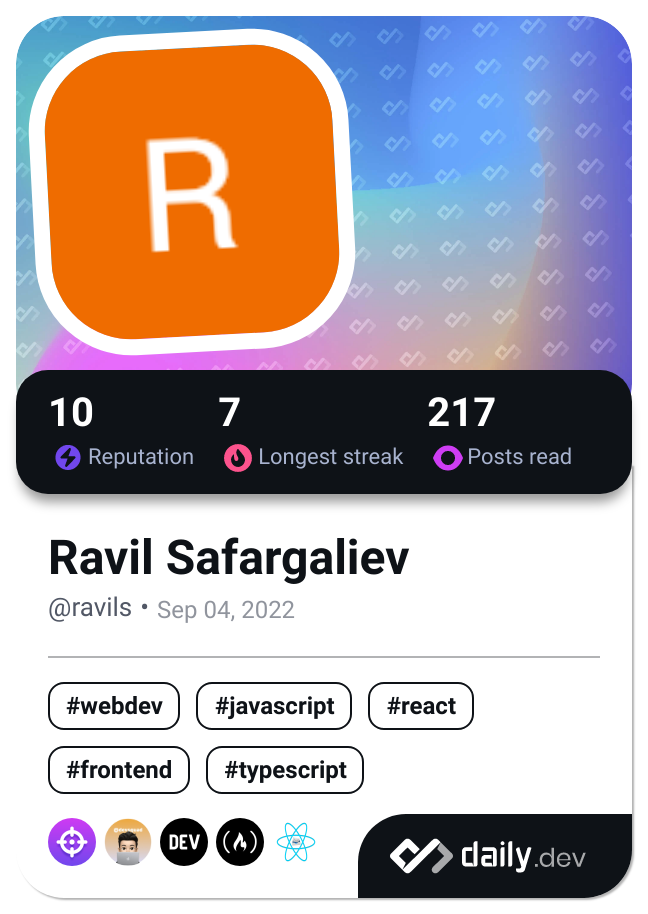 R
10 7 217
Reputation Longest streak Posts read
Ravil Safargaliev
@ravils • Sep 04, 2022
#webdev #javascript #react
#frontend #typescript
DEV
daily.dev